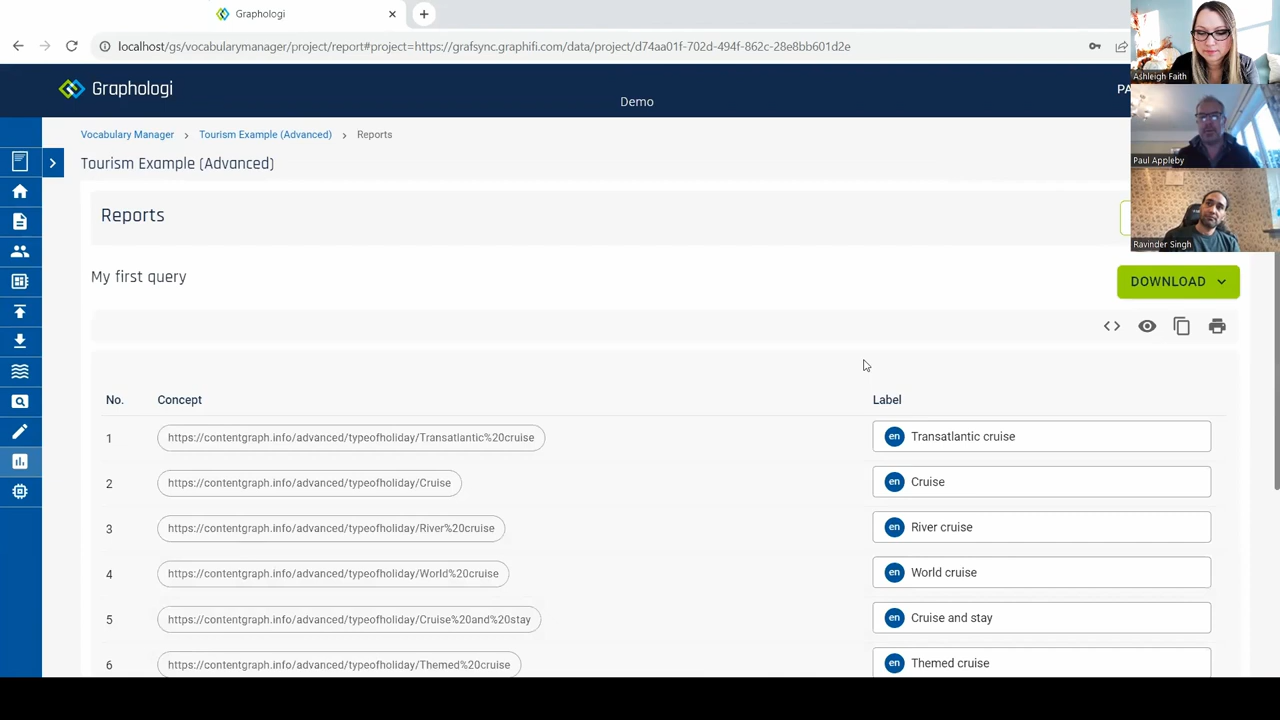 Graphologi
localhost/gs/vocabularymanager/project/report#project=https://grafsync.graphifi.com/data/project/d74aa01f-702d-494f-862c-28e8bb601d2e
Ashleigh Faith
Graphologi
Demo
PA
Vocabulary Manager > Tourism Example (Advanced) > Reports
Paul Appleby
Tourism Example (Advanced)
Reports
Ravinder Singh
My first query
DOWNLOAD
No. Concept Label
1 https://contentgraph.info/advanced/typeofholiday/Transatlantic%20cruise en Transatlantic cruise
2 https://contentgraph.info/advanced/typeofholiday/Cruise en Cruise
3 https://contentgraph.info/advanced/typeofholiday/River%20cruise en River cruise
4 https://contentgraph.info/advanced/typeofholiday/World%20cruise en World cruise
5 https://contentgraph.info/advanced/typeofholiday/Cruise%20and%20stay en Cruise and stay
6 https://contentgraph.info/advanced/typeofholiday/Themed%20cruise en Themed cruise